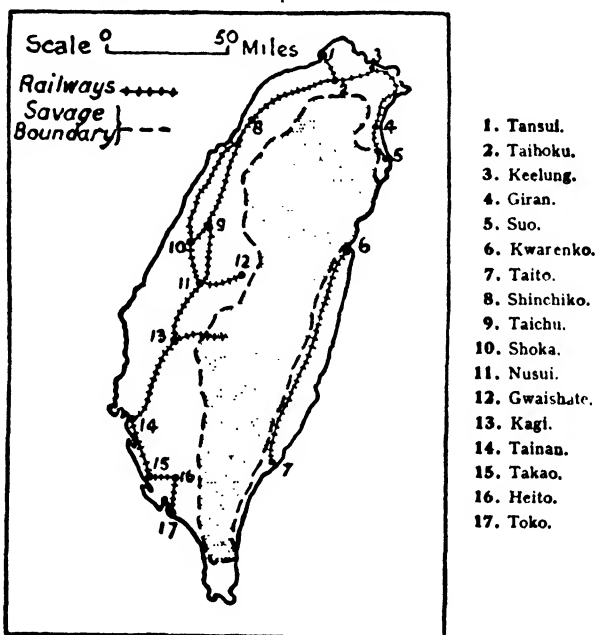 Scale 0 50 Miles
Railways
Savage
Boundary
1
2
3
4
5
6
7
8
9
10
11
12
13
14
15
16
17
1. Tansui.
2. Taihoku.
3. Keelung.
4. Giran.
5. Suo.
6. Kwarenko.
7. Taito.
8. Shinchiko.
9. Taichu.
10. Shoka.
11. Nusui.
12. Gwaishate.
13. Kagi.
14. Tainan.
15. Takao.
16. Heito.
17. Toko.